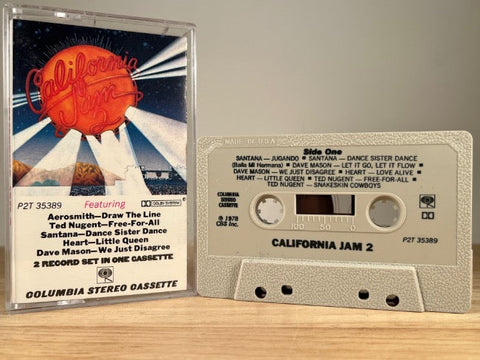 California
Jam
2
P2T 35389
Featuring
DOLBY SYSTEM
Aerosmith—Draw The Line
Ted Nugent—Free-For-All
Santana—Dance Sister Dance
Heart—Little Queen
Dave Mason—We Just Disagree
2 RECORD SET IN ONE CASSETTE
COLUMBIA STEREO CASSETTE
MADE IN U.S.A.
Side One
SANTANA—JUGANDO • SANTANA—DANCE SISTER DANCE
(Baila Mi Hermana) • DAVE MASON—LET IT GO, LET IT FLOW
DAVE MASON—WE JUST DISAGREE • HEART—LOVE ALIVE
HEART—LITTLE QUEEN • TED NUGENT—FREE-FOR-ALL
TED NUGENT—SNAKESKIN COWBOYS
COLUMBIA
STEREO
CASSETTE
℗ 1978
CBS Inc.
100 50 0
CALIFORNIA JAM 2
P2T 35389